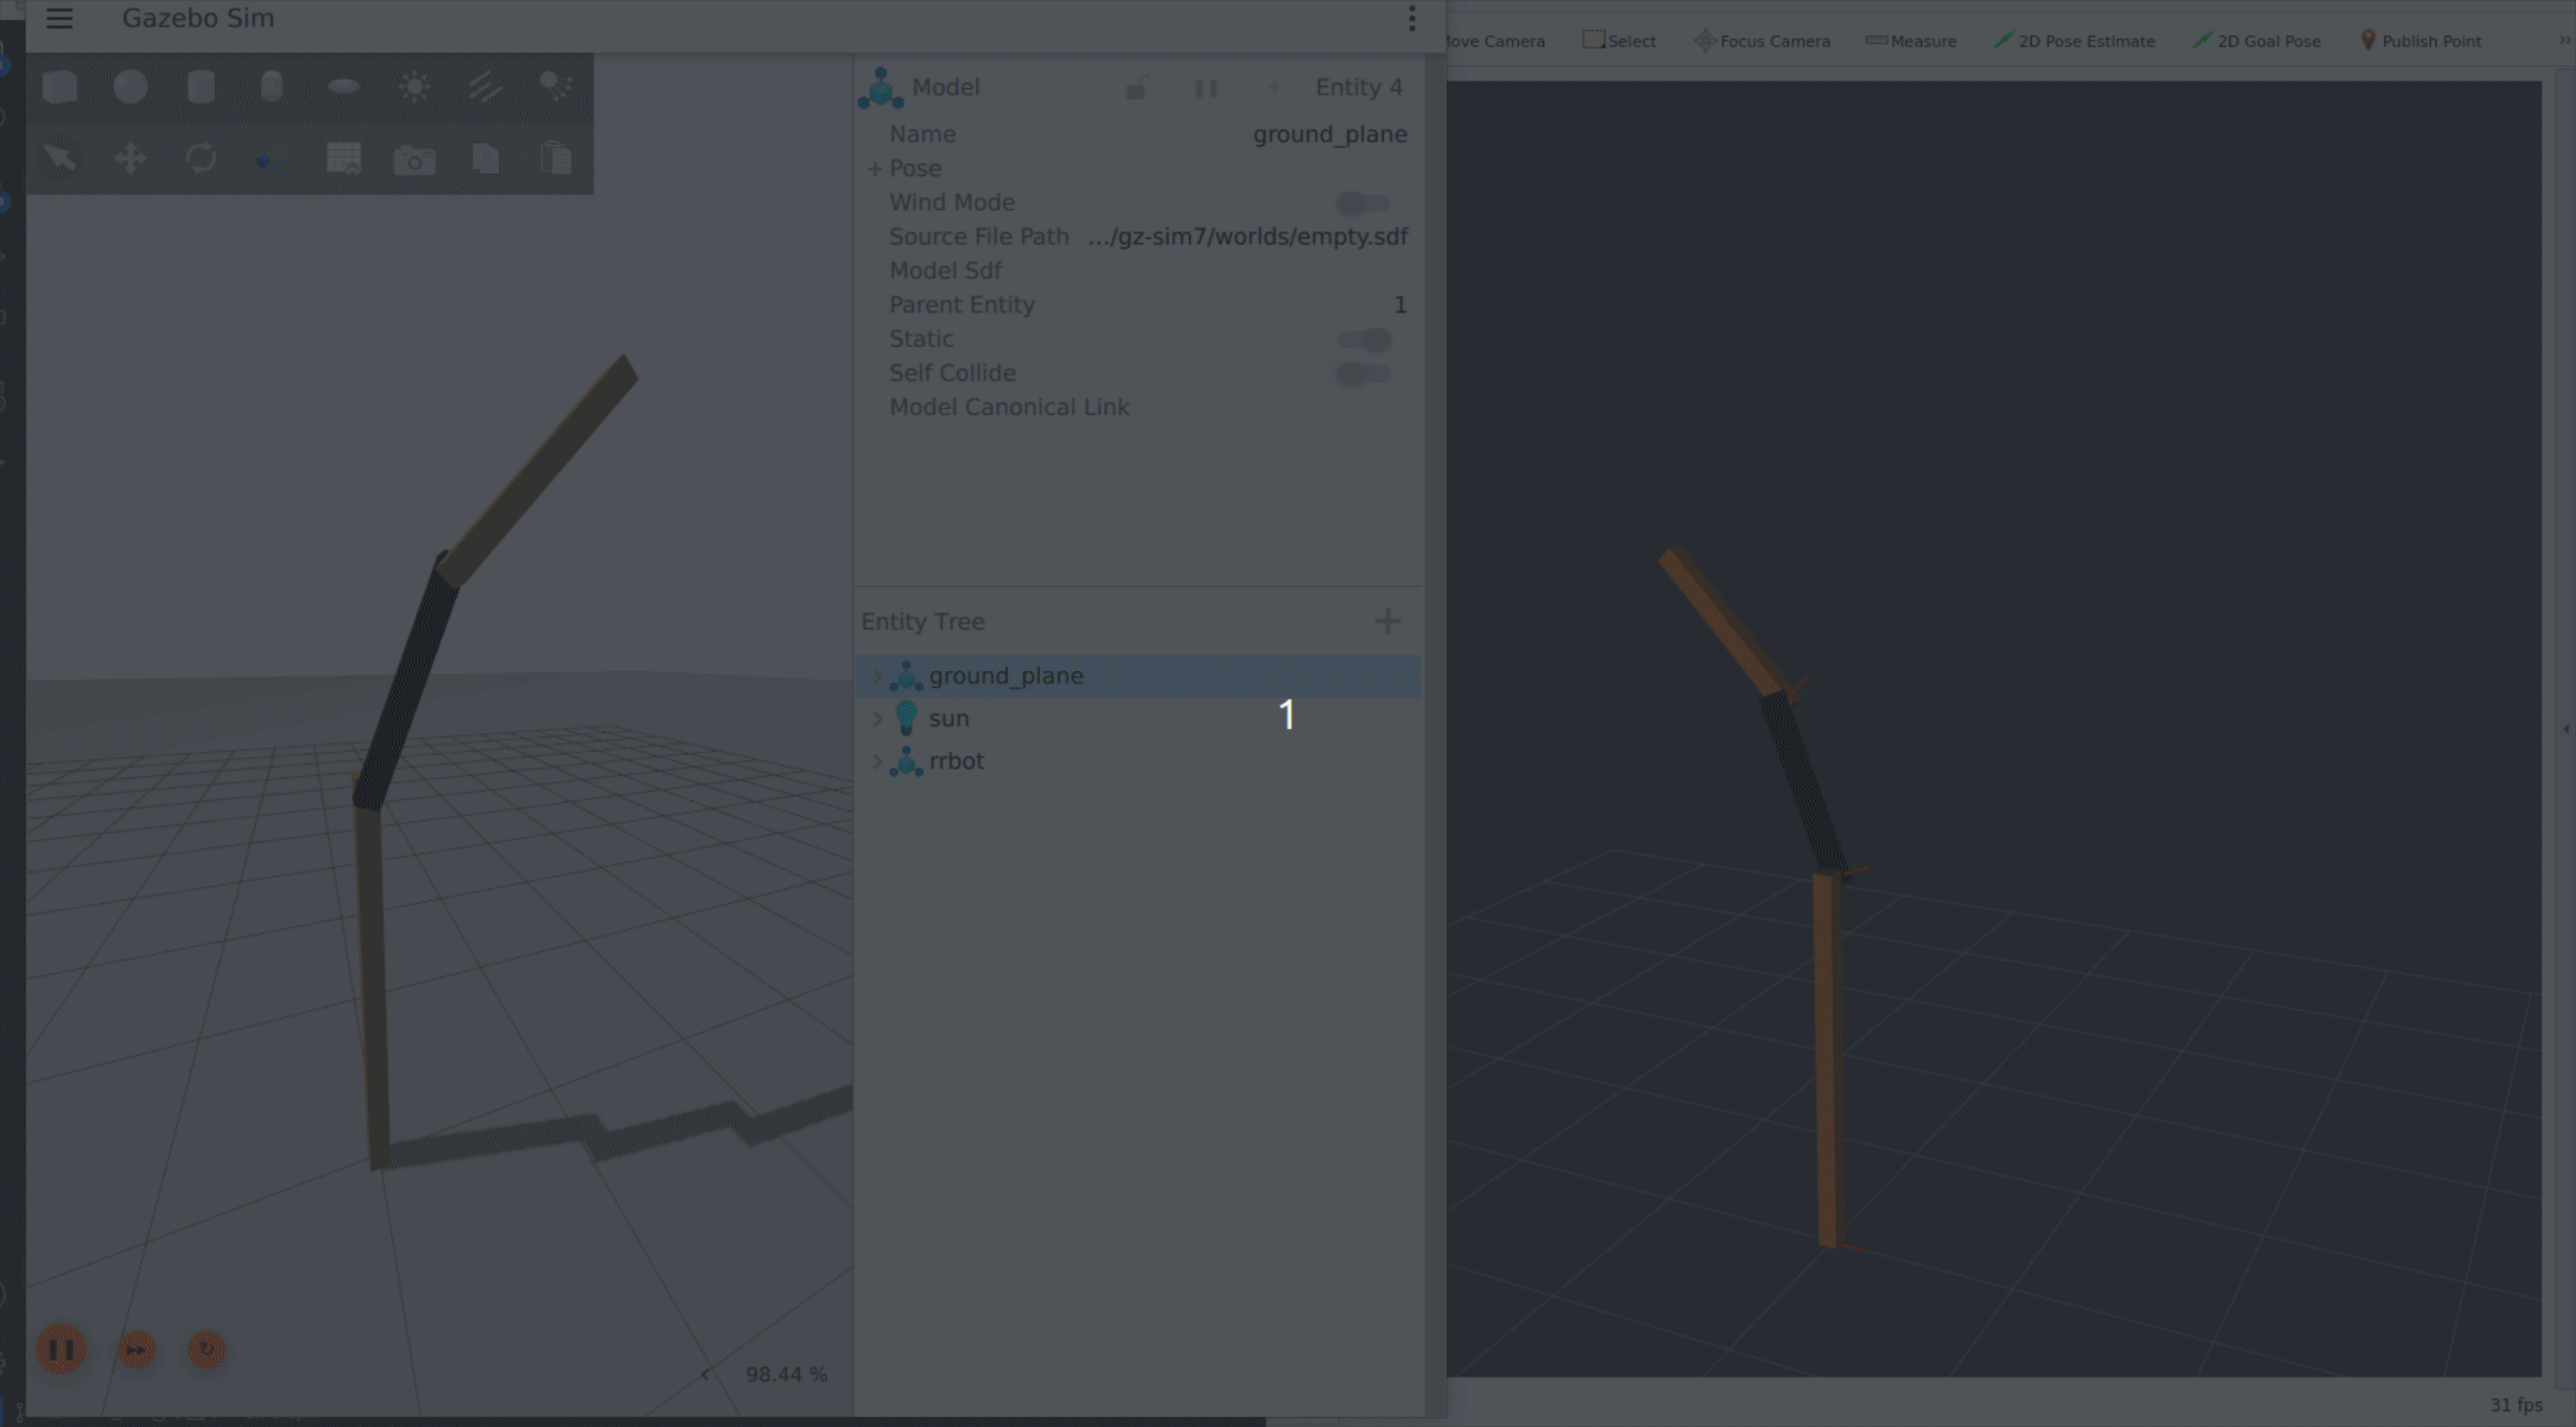 Gazebo Sim
Move Camera
Select
Focus Camera
Measure
2D Pose Estimate
2D Goal Pose
Publish Point
Model
Entity 4
Name ground_plane
+ Pose
Wind Mode
Source File Path .../gz-sim7/worlds/empty.sdf
Model Sdf
Parent Entity 1
Static
Self Collide
Model Canonical Link
Entity Tree
ground_plane
1
sun
rrbot
98.44 %
31 fps